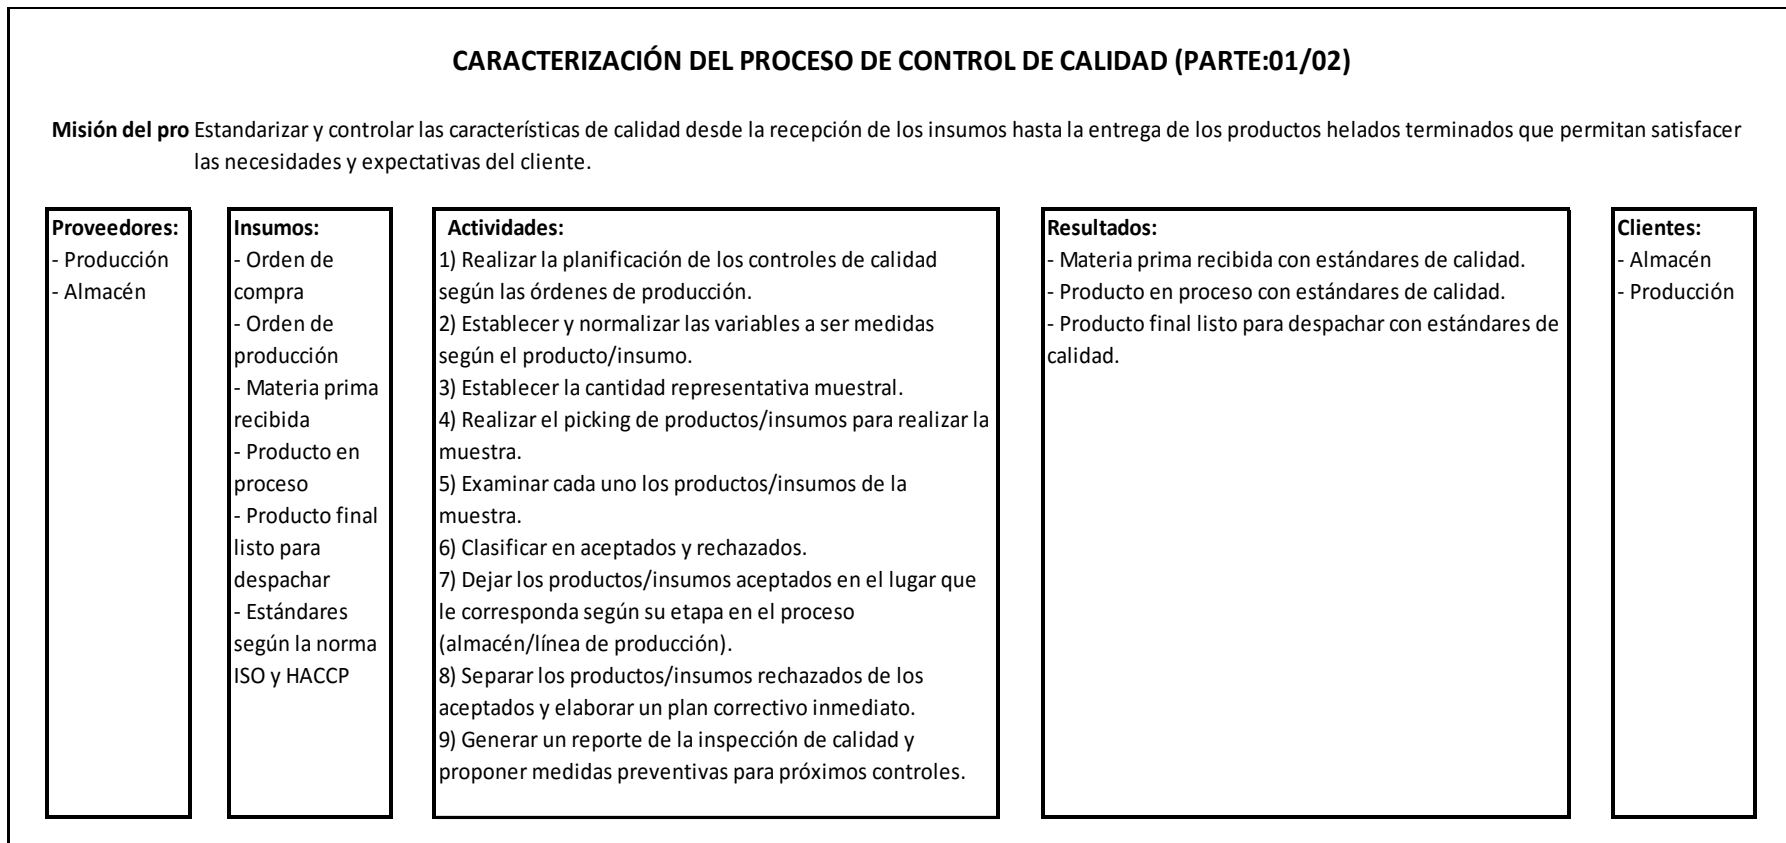 CARACTERIZACIÓN DEL PROCESO DE CONTROL DE CALIDAD (PARTE:01/02)
Misión del pro Estandarizar y controlar las características de calidad desde la recepción de los insumos hasta la entrega de los productos helados terminados que permitan satisfacer
las necesidades y expectativas del cliente.
Proveedores:
- Producción
- Almacén
Insumos:
- Orden de
compra
- Orden de
producción
- Materia prima
recibida
- Producto en
proceso
- Producto final
listo para
despachar
- Estándares
según la norma
ISO y HACCP
Actividades:
1) Realizar la planificación de los controles de calidad
según las órdenes de producción.
2) Establecer y normalizar las variables a ser medidas
según el producto/insumo.
3) Establecer la cantidad representativa muestral.
4) Realizar el picking de productos/insumos para realizar la
muestra.
5) Examinar cada uno los productos/insumos de la
muestra.
6) Clasificar en aceptados y rechazados.
7) Dejar los productos/insumos aceptados en el lugar que
le corresponda según su etapa en el proceso
(almacén/línea de producción).
8) Separar los productos/insumos rechazados de los
aceptados y elaborar un plan correctivo inmediato.
9) Generar un reporte de la inspección de calidad y
proponer medidas preventivas para próximos controles.
Resultados:
- Materia prima recibida con estándares de calidad.
- Producto en proceso con estándares de calidad.
- Producto final listo para despachar con estándares de
calidad.
Clientes:
- Almacén
- Producción